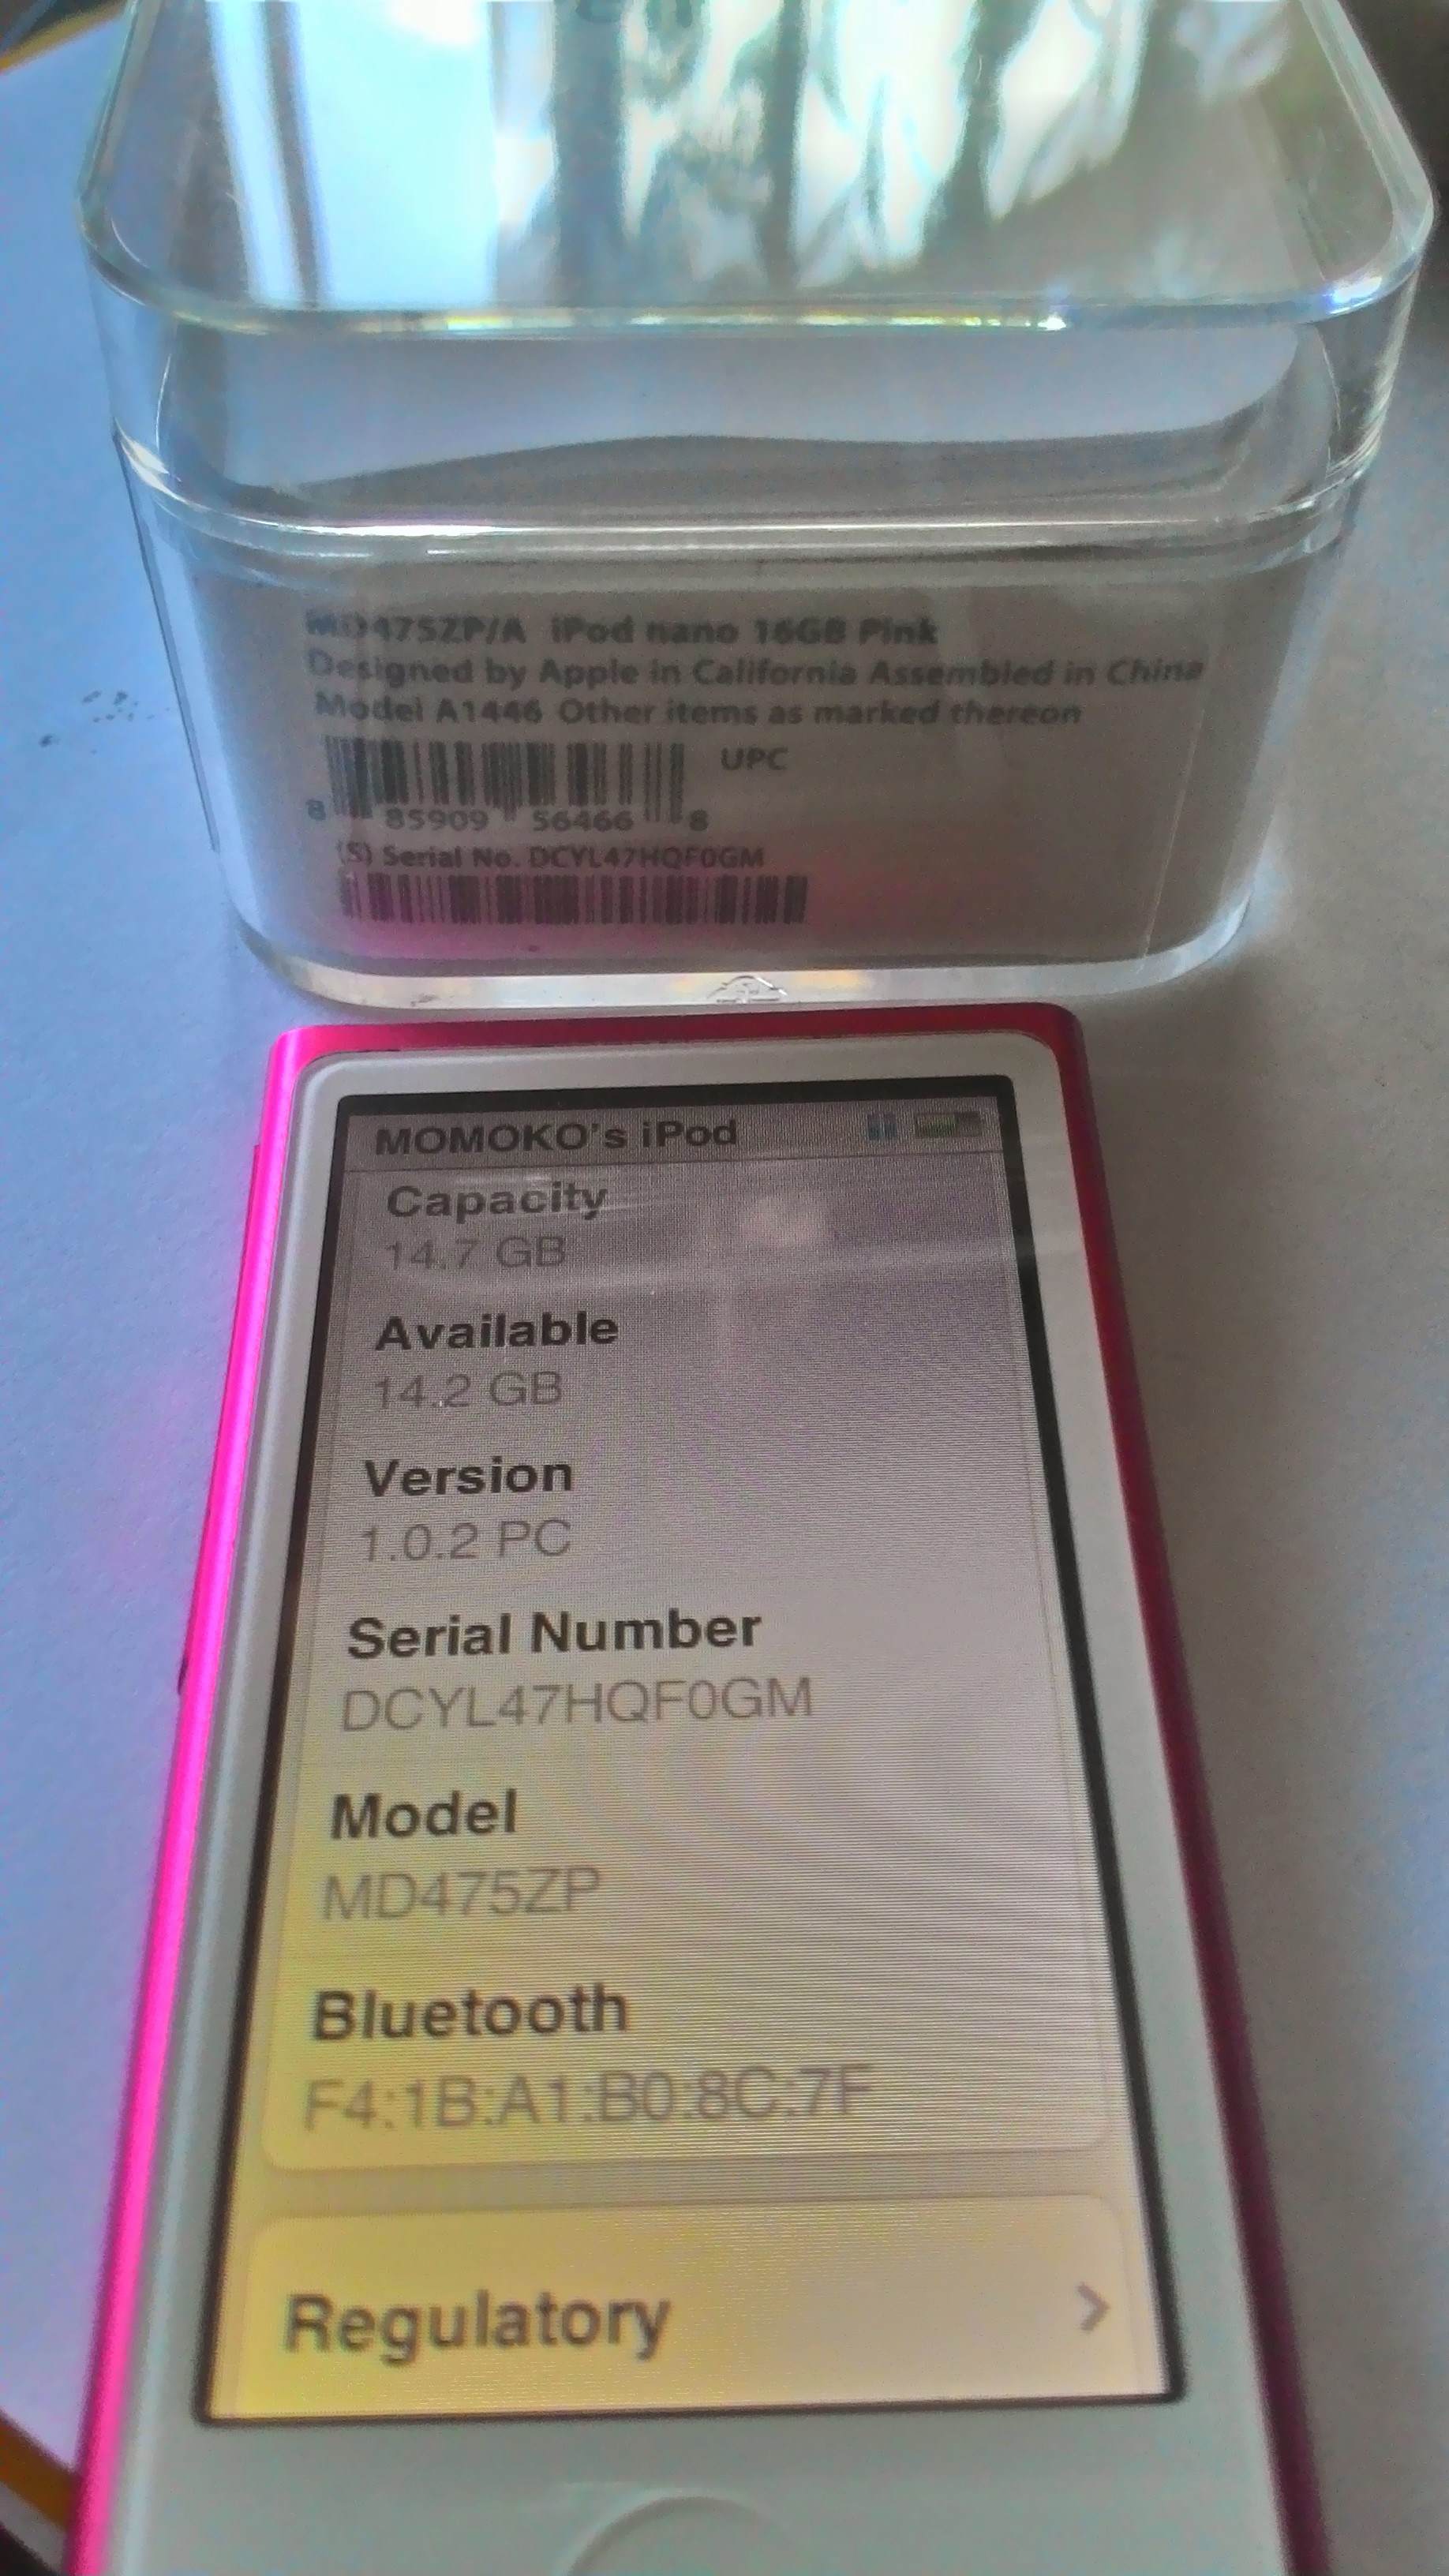 MD475ZP/A iPod nano 16GB Pink
Designed by Apple in California Assembled in China
Model A1446 Other items as marked thereon
UPC
8 85909 56466 8
(S) Serial No. DCYL47HQF0GM
MOMOKO's iPod
Capacity
14.7 GB
Available
14.2 GB
Version
1.0.2 PC
Serial Number
DCYL47HQF0GM
Model
MD475ZP
Bluetooth
F4:1B:A1:B0:8C:7F
Regulatory